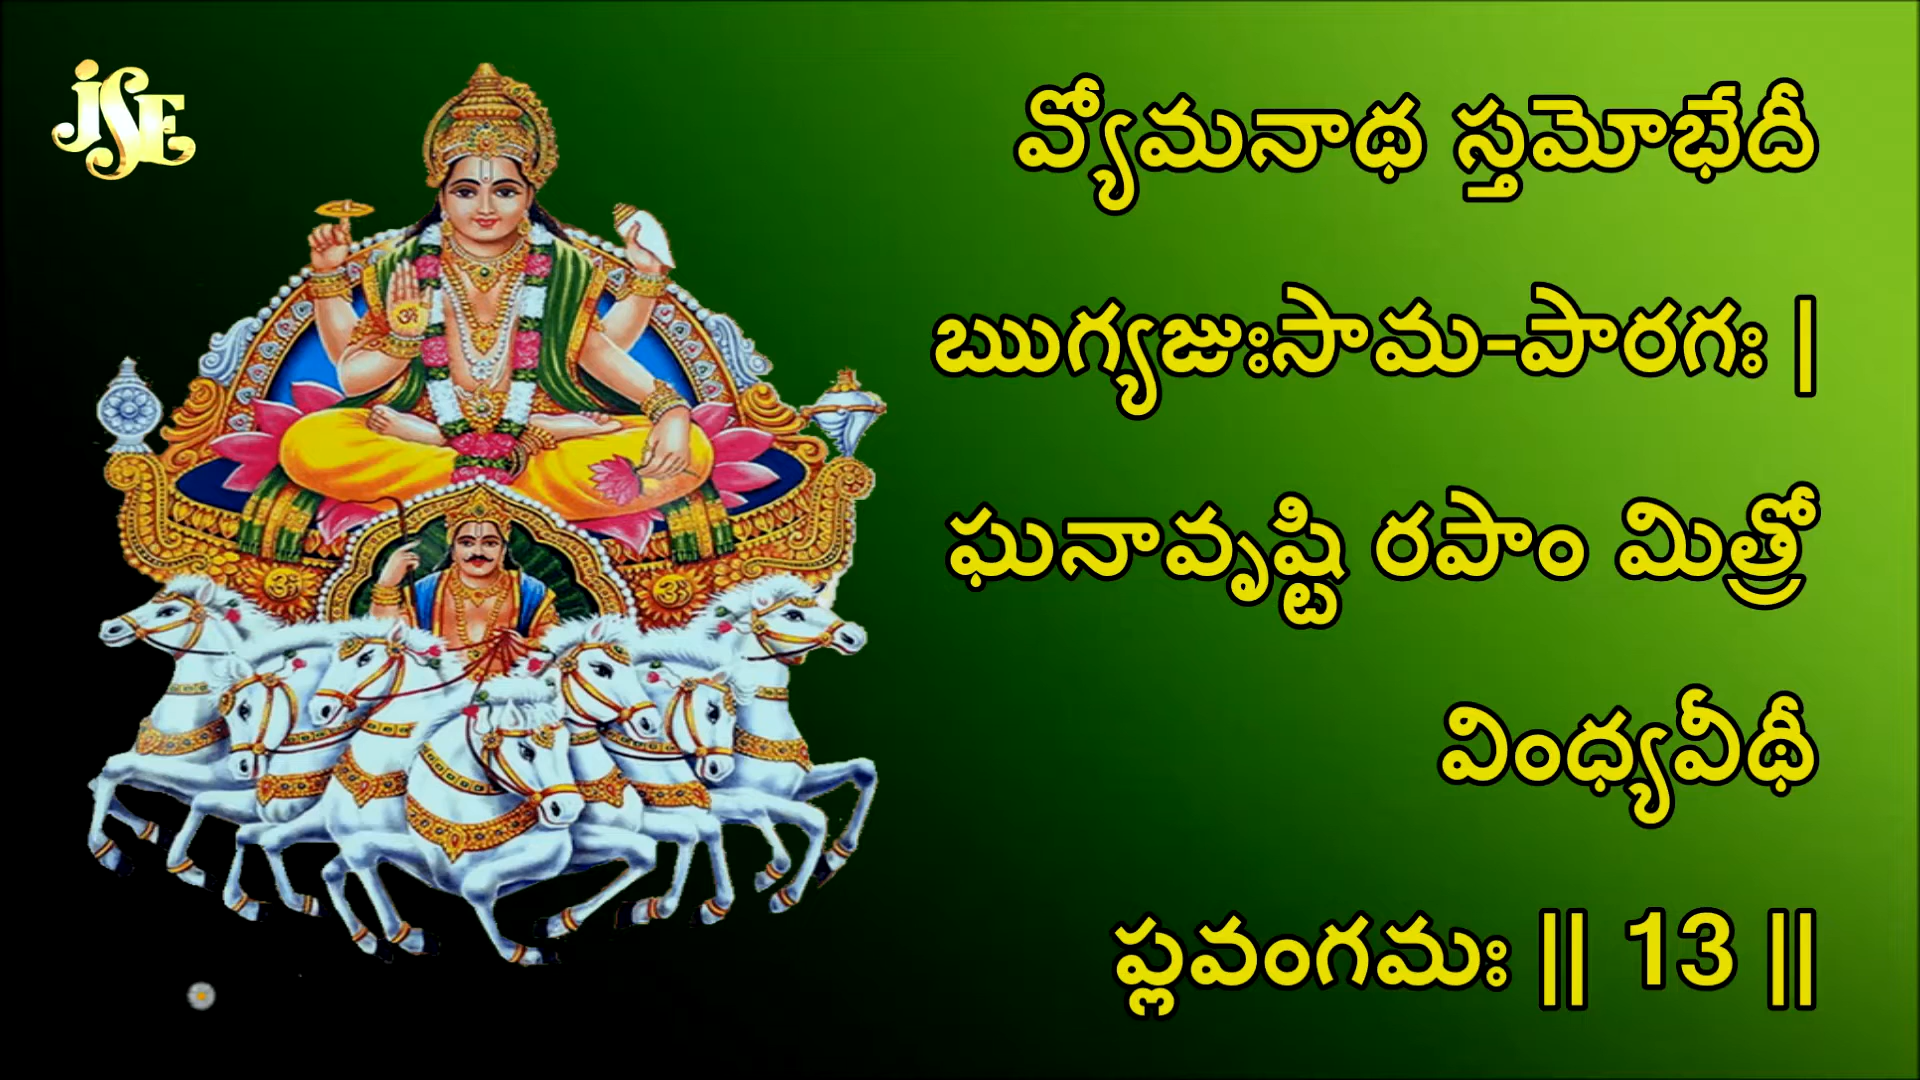 jSE
వ్యోమనాథ స్తమోభేదీ
ఋగ్యజుఃసామ-పారగః |
ఘనావృష్టి రపాం మిత్రో
వింధ్యవీథీ
ప్లవంగమః || 13 ||